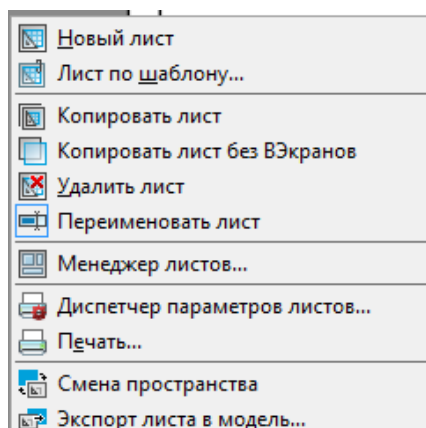 Новый лист
Лист по шаблону...
Копировать лист
Копировать лист без ВЭкранов
Удалить лист
Переименовать лист
Менеджер листов...
Диспетчер параметров листов...
Печать...
Смена пространства
Экспорт листа в модель...